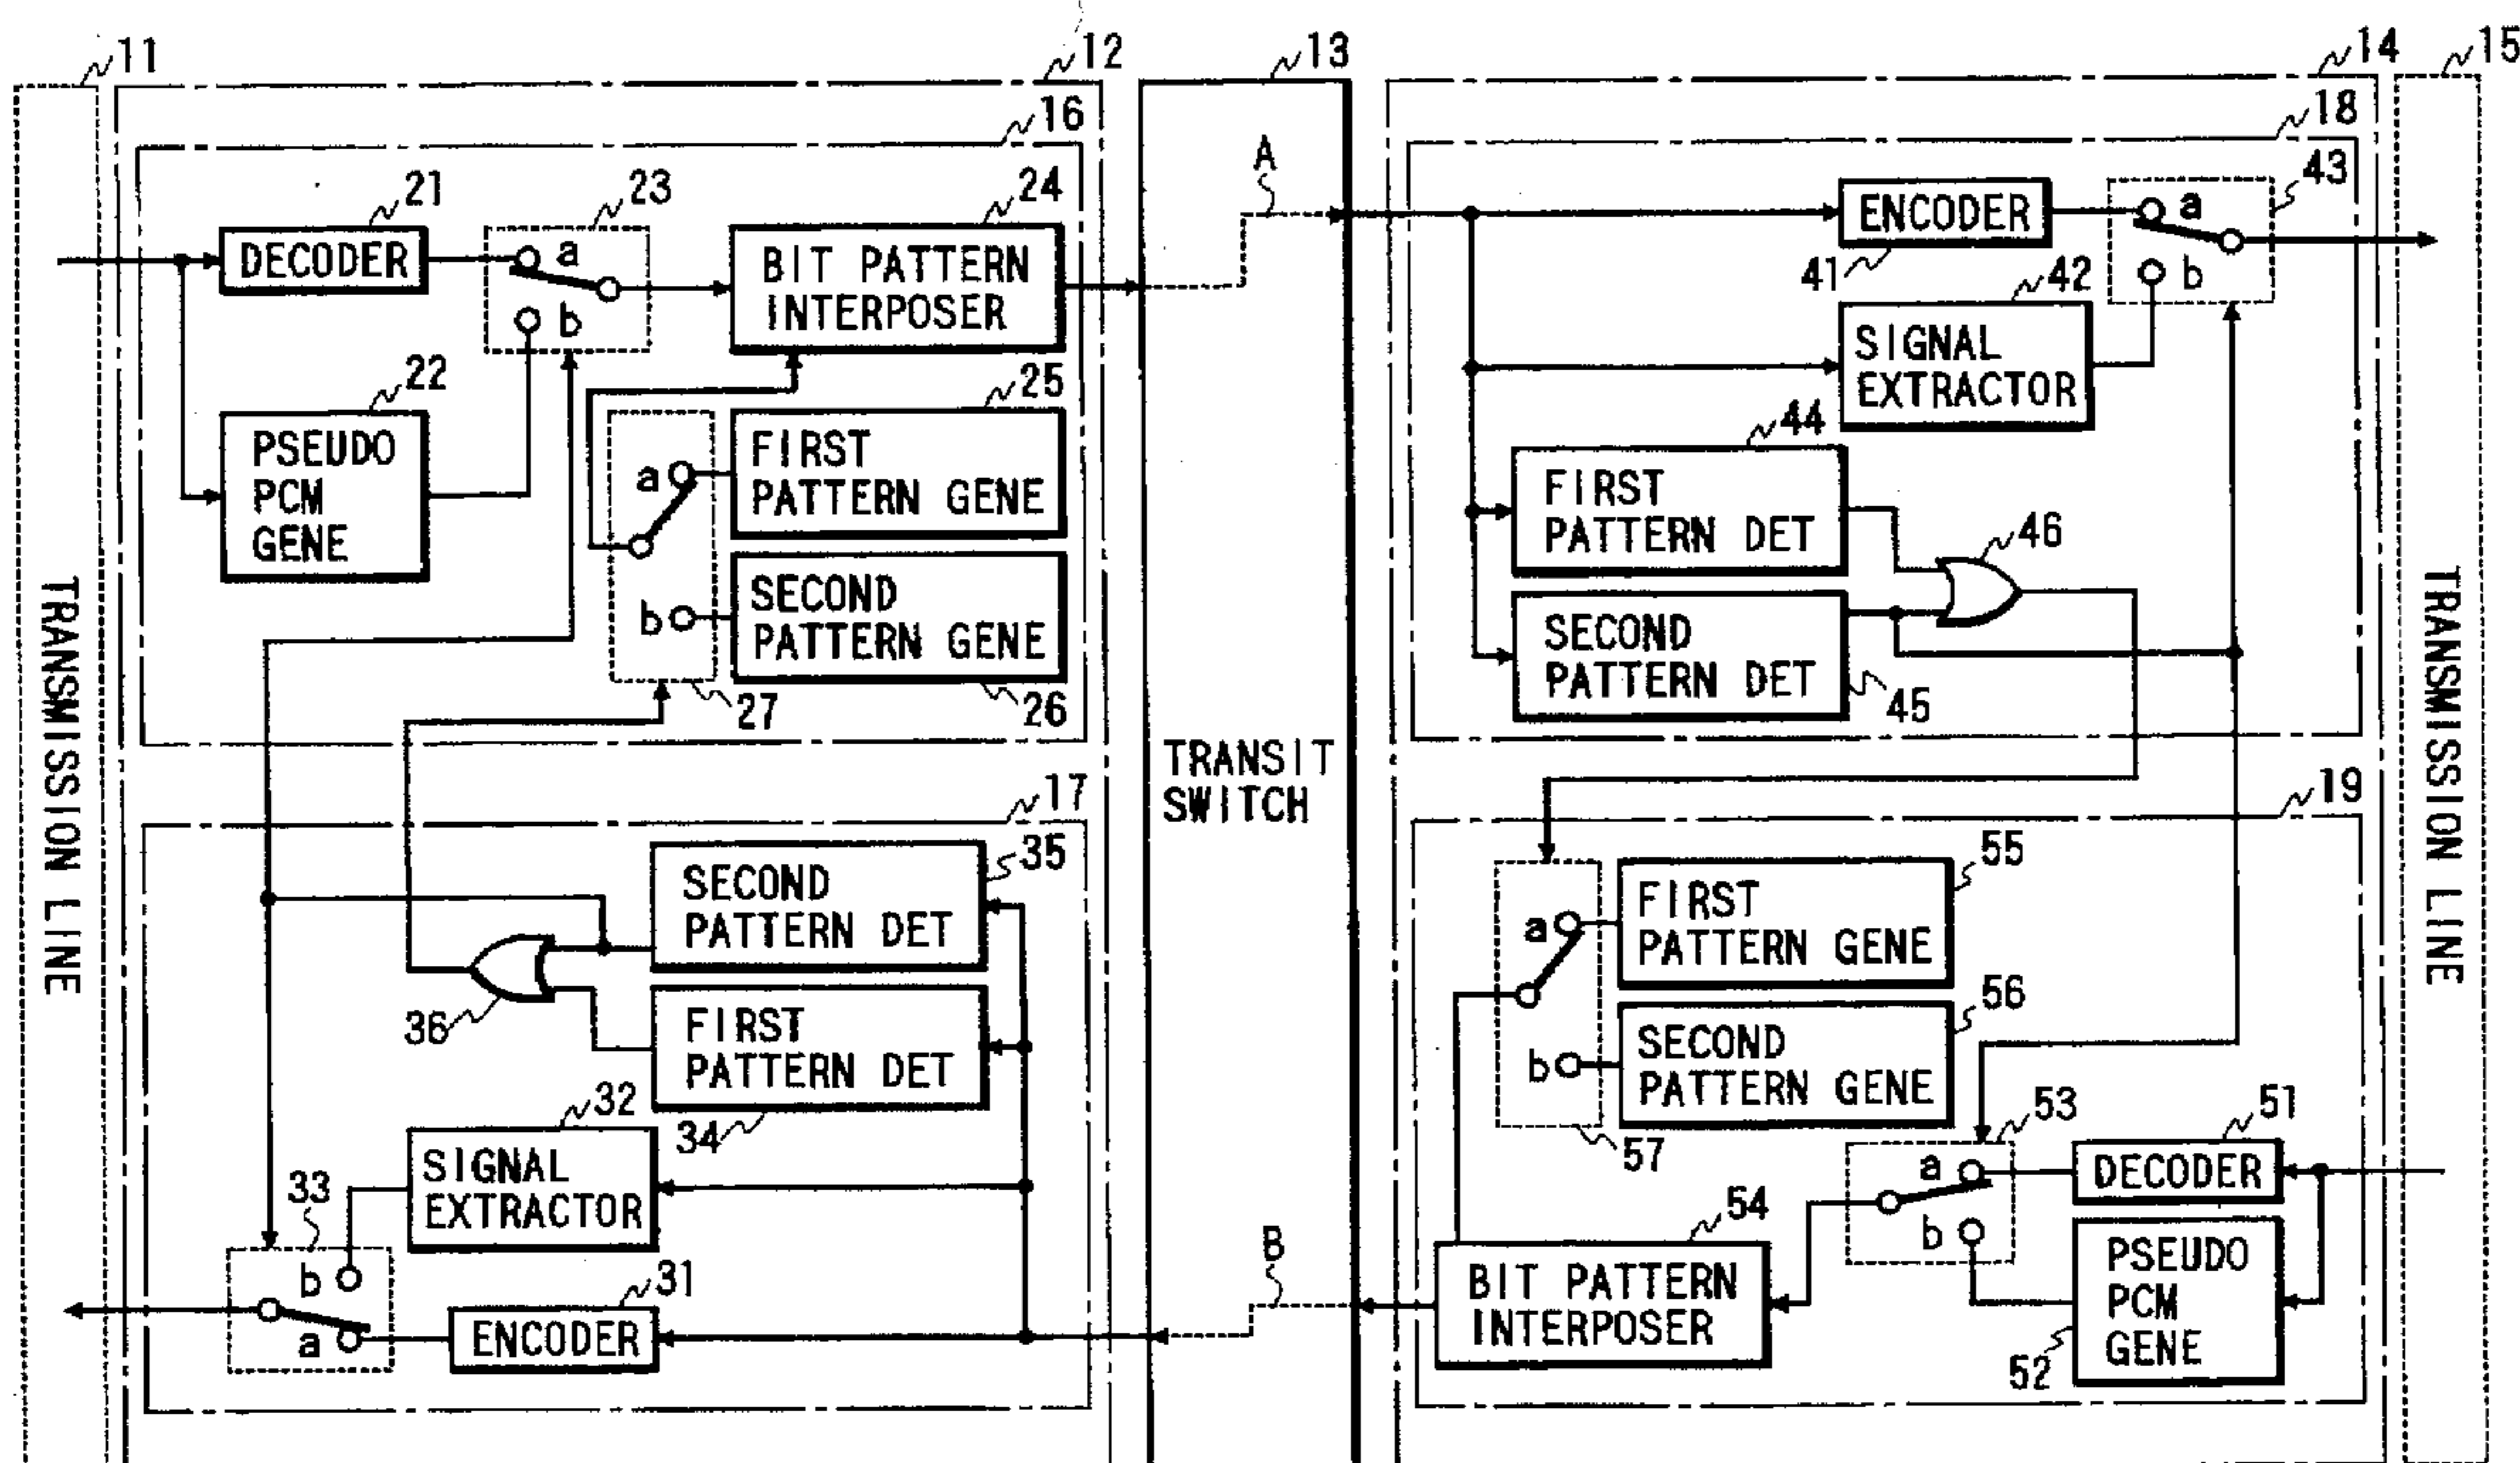 11
12
13
14
15
16
18
A
21
23
24
43
DECODER
a
b
BIT PATTERN
INTERPOSER
ENCODER
a
b
41
42
22
25
SIGNAL
EXTRACTOR
PSEUDO
PCM
GENE
a
FIRST
PATTERN GENE
44
FIRST
PATTERN DET
46
b
SECOND
PATTERN GENE
SECOND
PATTERN DET
27
26
45
TRANSMISSION LINE
TRANSMISSION LINE
TRANSIT
SWITCH
17
19
35
SECOND
PATTERN DET
55
a
FIRST
PATTERN GENE
36
FIRST
PATTERN DET
56
b
SECOND
PATTERN GENE
32
34
57
53
51
SIGNAL
EXTRACTOR
33
a
b
DECODER
54
B
b
a
31
ENCODER
BIT PATTERN
INTERPOSER
PSEUDO
PCM
GENE
52